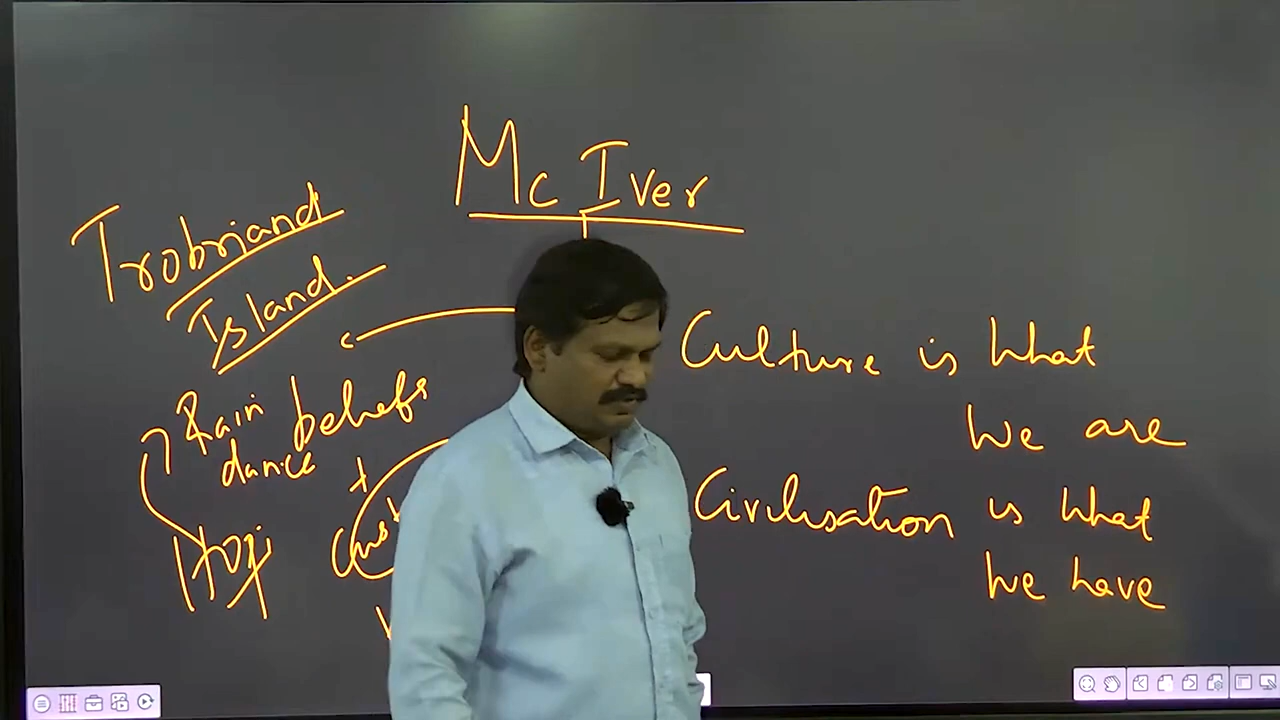 Mc Iver
Trobriand
Island.
Culture is what
we are
Rain beliefs
dance
+
Civilisation is what
we have
Hopi